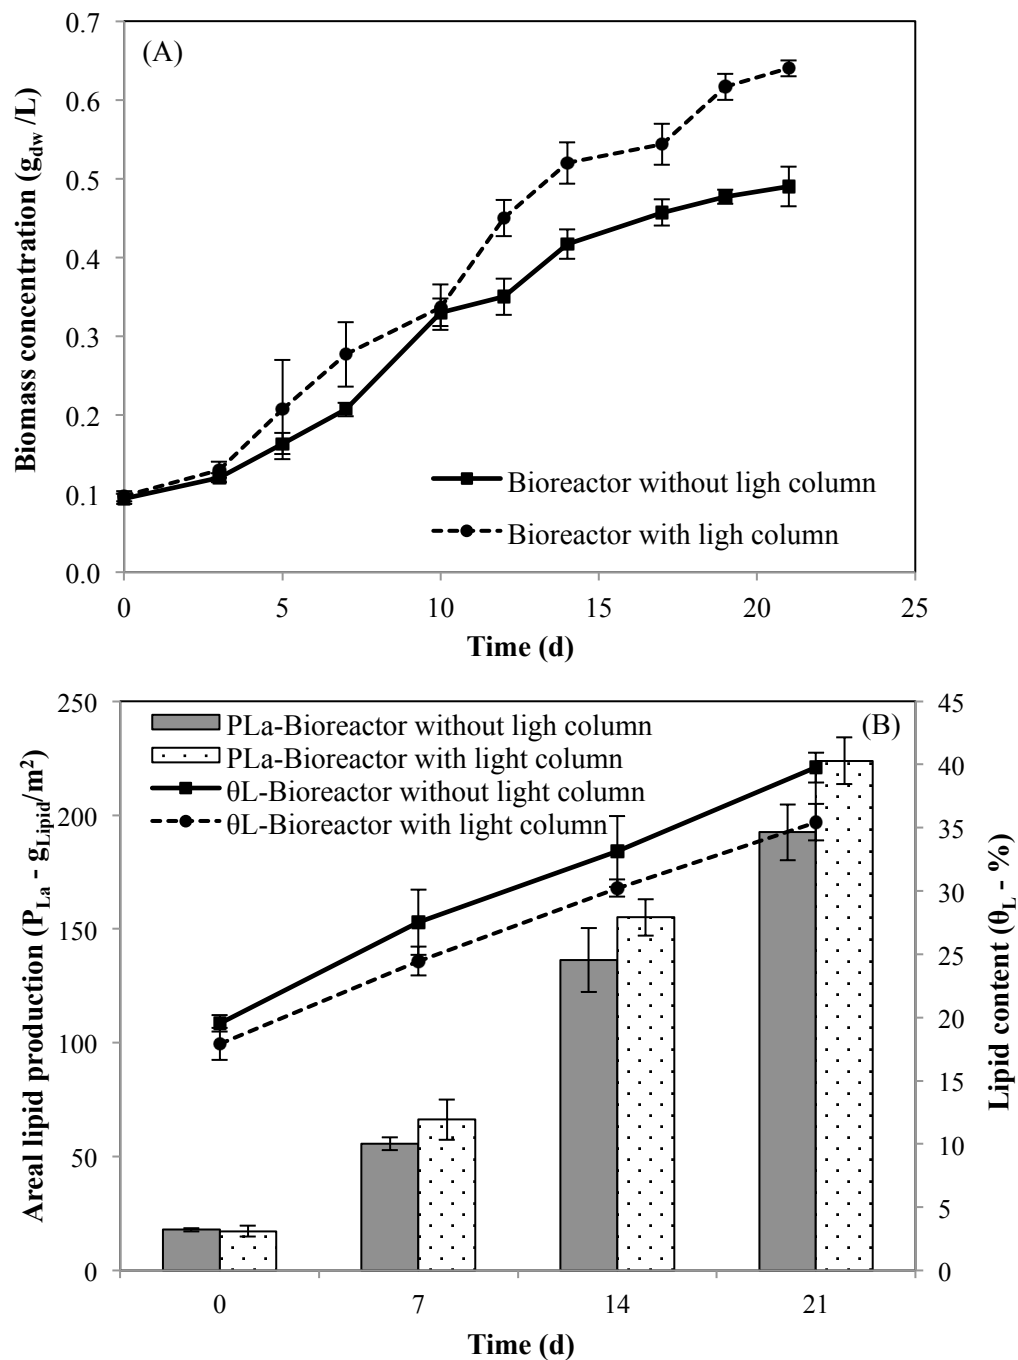 (A)
0.7
0.6
0.5
0.4
0.3
0.2
0.1
0.0
Biomass concentration (g_dw /L)
Bioreactor without ligh column
Bioreactor with ligh column
0 5 10 15 20 25
Time (d)
(B)
PLa-Bioreactor without ligh column
PLa-Bioreactor with light column
θL-Bioreactor without light column
θL-Bioreactor with light column
250
200
150
100
50
0
Areal lipid production (P_La - g_Lipid/m²)
45
40
35
30
25
20
15
10
5
0
Lipid content (θ_L - %)
0 7 14 21
Time (d)